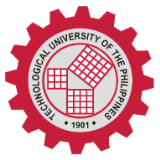 TECHNOLOGICAL UNIVERSITY OF THE PHILIPPINES
• 1901 •